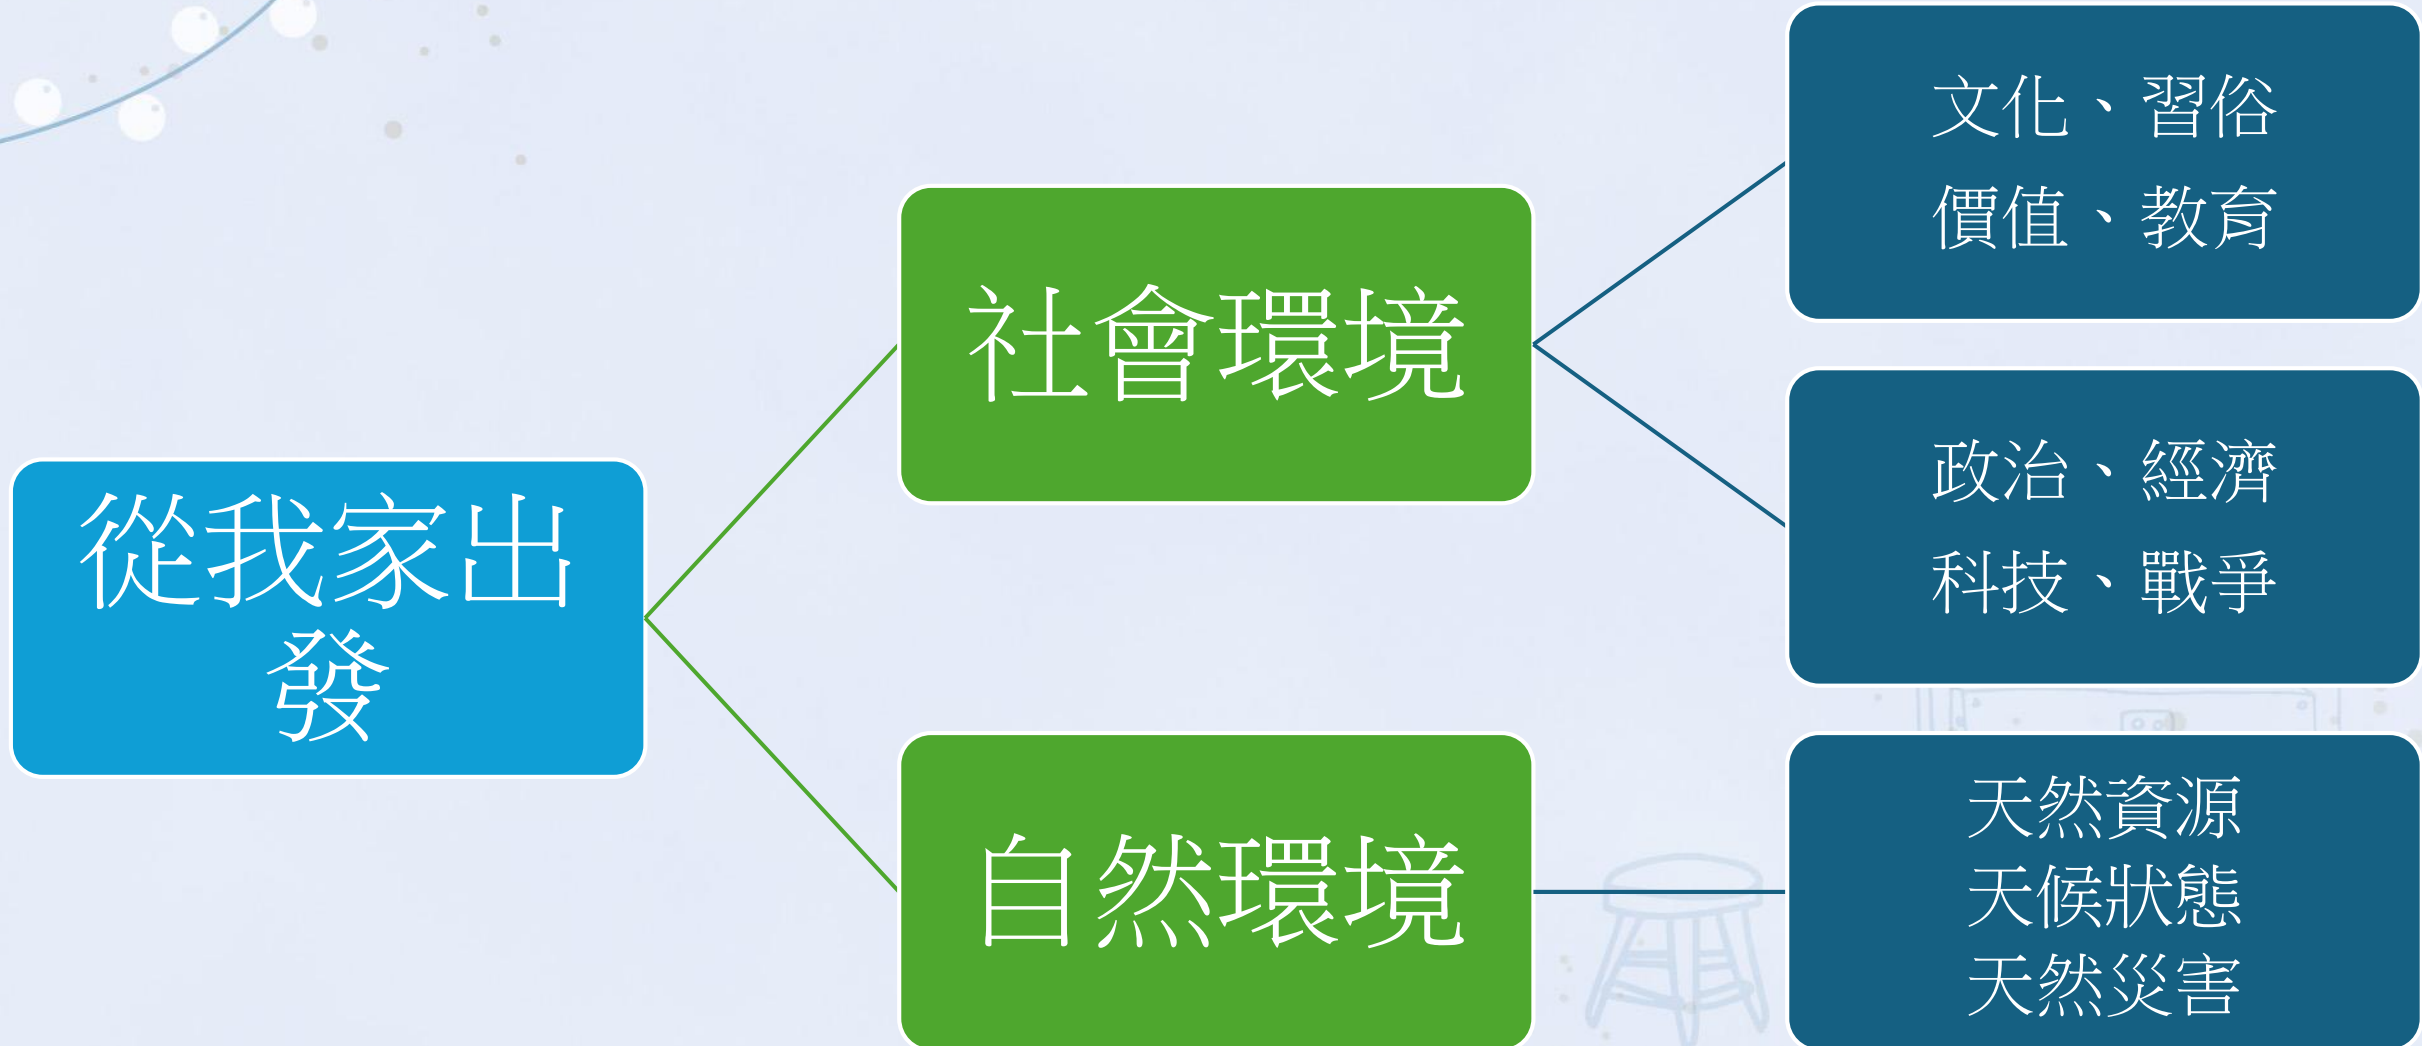 從我家出
發
社會環境
自然環境
文化、習俗
價值、教育
政治、經濟
科技、戰爭
天然資源
天候狀態
天然災害